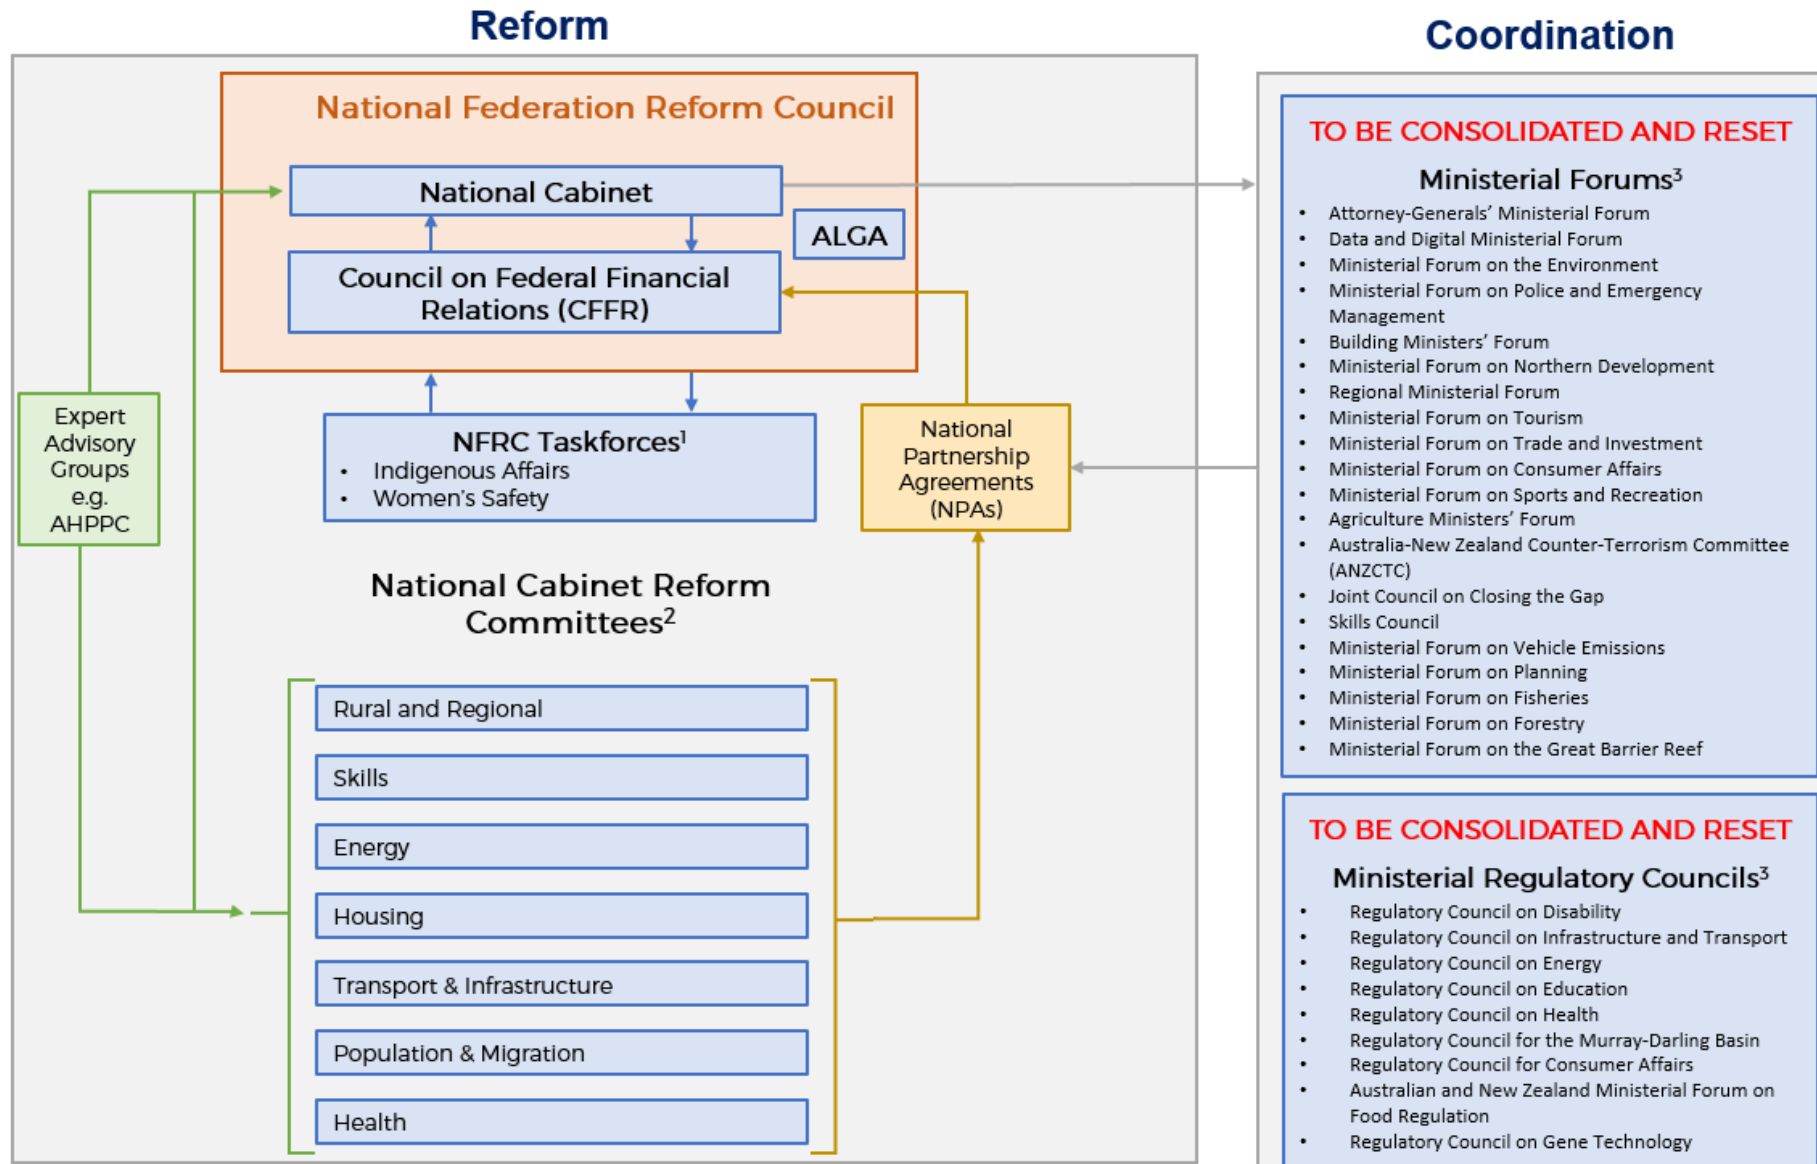 Reform
National Federation Reform Council
National Cabinet
ALGA
Council on Federal Financial
Relations (CFFR)
Expert
Advisory
Groups
e.g.
AHPPC
NFRC Taskforces¹
• Indigenous Affairs
• Women's Safety
National
Partnership
Agreements
(NPAs)
National Cabinet Reform
Committees²
Rural and Regional
Skills
Energy
Housing
Transport & Infrastructure
Population & Migration
Health
Coordination
TO BE CONSOLIDATED AND RESET
Ministerial Forums³
• Attorney-Generals' Ministerial Forum
• Data and Digital Ministerial Forum
• Ministerial Forum on the Environment
• Ministerial Forum on Police and Emergency
Management
• Building Ministers' Forum
• Ministerial Forum on Northern Development
• Regional Ministerial Forum
• Ministerial Forum on Tourism
• Ministerial Forum on Trade and Investment
• Ministerial Forum on Consumer Affairs
• Ministerial Forum on Sports and Recreation
• Agriculture Ministers' Forum
• Australia-New Zealand Counter-Terrorism Committee
(ANZCTC)
• Joint Council on Closing the Gap
• Skills Council
• Ministerial Forum on Vehicle Emissions
• Ministerial Forum on Planning
• Ministerial Forum on Fisheries
• Ministerial Forum on Forestry
• Ministerial Forum on the Great Barrier Reef
TO BE CONSOLIDATED AND RESET
Ministerial Regulatory Councils³
• Regulatory Council on Disability
• Regulatory Council on Infrastructure and Transport
• Regulatory Council on Energy
• Regulatory Council on Education
• Regulatory Council on Health
• Regulatory Council for the Murray-Darling Basin
• Regulatory Council for Consumer Affairs
• Australian and New Zealand Ministerial Forum on
Food Regulation
• Regulatory Council on Gene Technology